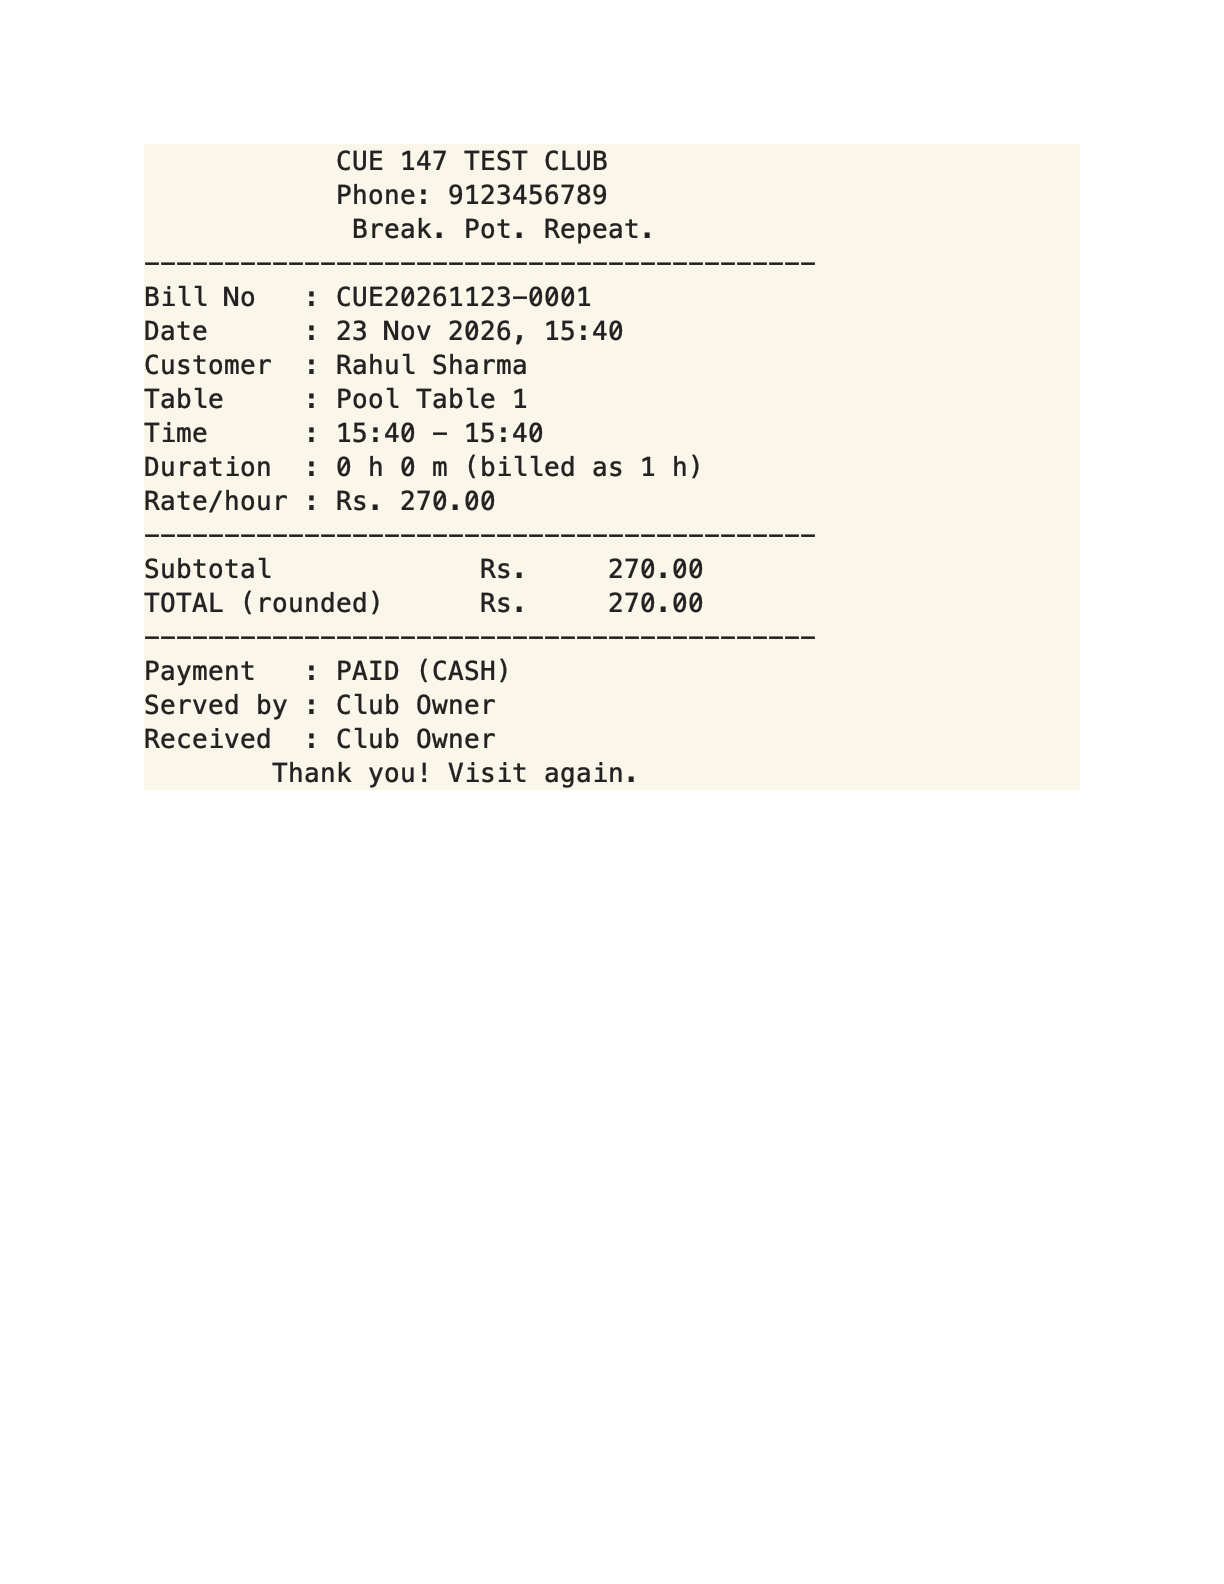 CUE 147 TEST CLUB
Phone: 9123456789
Break. Pot. Repeat.
------------------------------------------
Bill No   : CUE20261123-0001
Date      : 23 Nov 2026, 15:40
Customer  : Rahul Sharma
Table     : Pool Table 1
Time      : 15:40 - 15:40
Duration  : 0 h 0 m (billed as 1 h)
Rate/hour : Rs. 270.00
------------------------------------------
Subtotal             Rs.     270.00
TOTAL (rounded)      Rs.     270.00
------------------------------------------
Payment   : PAID (CASH)
Served by : Club Owner
Received  : Club Owner
Thank you! Visit again.